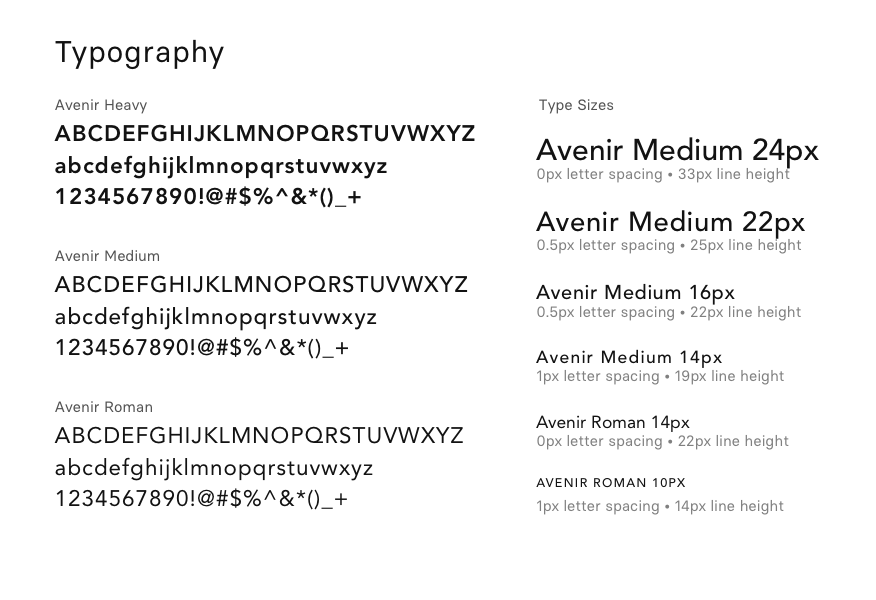 Typography
Avenir Heavy
ABCDEFGHIJKLMNOPQRSTUVWXYZ
abcdefghijklmnopqrstuvwxyz
1234567890!@#$%^&*()_+
Avenir Medium
ABCDEFGHIJKLMNOPQRSTUVWXYZ
abcdefghijklmnopqrstuvwxyz
1234567890!@#$%^&*()_+
Avenir Roman
ABCDEFGHIJKLMNOPQRSTUVWXYZ
abcdefghijklmnopqrstuvwxyz
1234567890!@#$%^&*()_+
Type Sizes
Avenir Medium 24px
0px letter spacing • 33px line height
Avenir Medium 22px
0.5px letter spacing • 25px line height
Avenir Medium 16px
0.5px letter spacing • 22px line height
Avenir Medium 14px
1px letter spacing • 19px line height
Avenir Roman 14px
0px letter spacing • 22px line height
AVENIR ROMAN 10PX
1px letter spacing • 14px line height